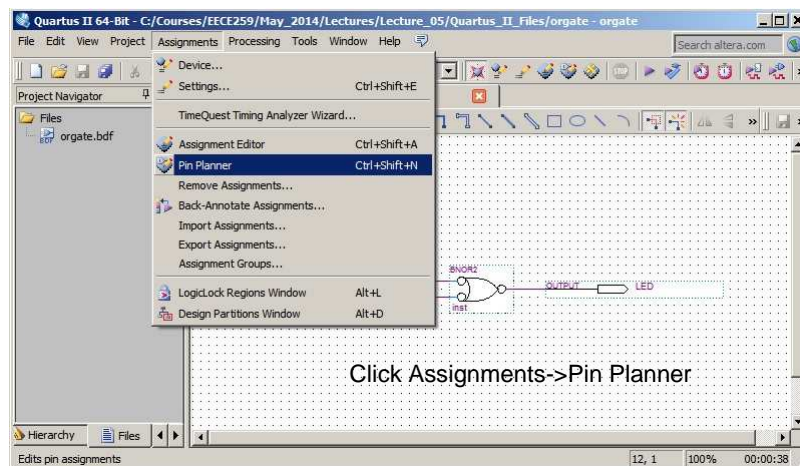 Quartus II 64-Bit - C:/Courses/EECE259/May_2014/Lectures/Lecture_05/Quartus_II_Files/orgate - orgate
File Edit View Project Assignments Processing Tools Window Help
Search altera.com
Project Navigator
Files
orgate.bdf
Device...
Settings... Ctrl+Shift+E
TimeQuest Timing Analyzer Wizard...
Assignment Editor Ctrl+Shift+A
Pin Planner Ctrl+Shift+N
Remove Assignments...
Back-Annotate Assignments...
Import Assignments...
Export Assignments...
Assignment Groups...
LogicLock Regions Window Alt+L
Design Partitions Window Alt+D
BNOR2
inst
OUTPUT
LED
Click Assignments->Pin Planner
Hierarchy Files
Edits pin assignments 12, 1 100% 00:00:38